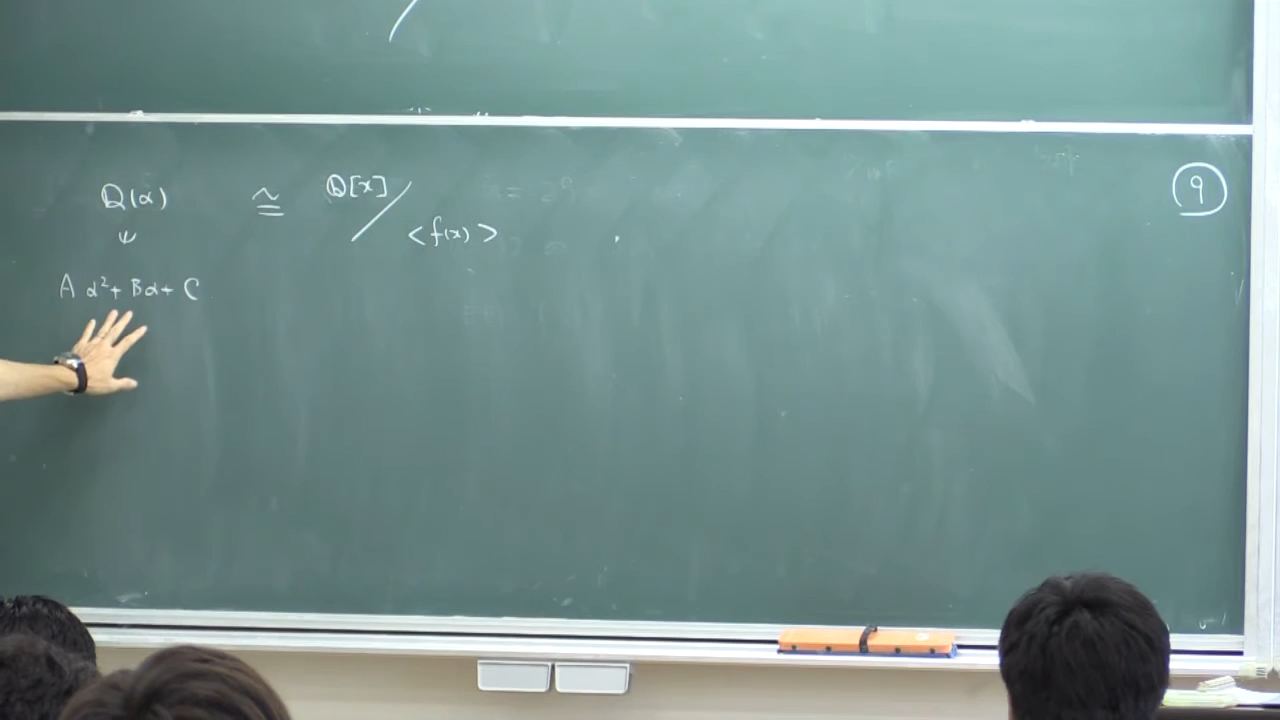 ℚ(α) ≅ ℚ[x] / <f(x)>
⑨
Aα²+Bα+C